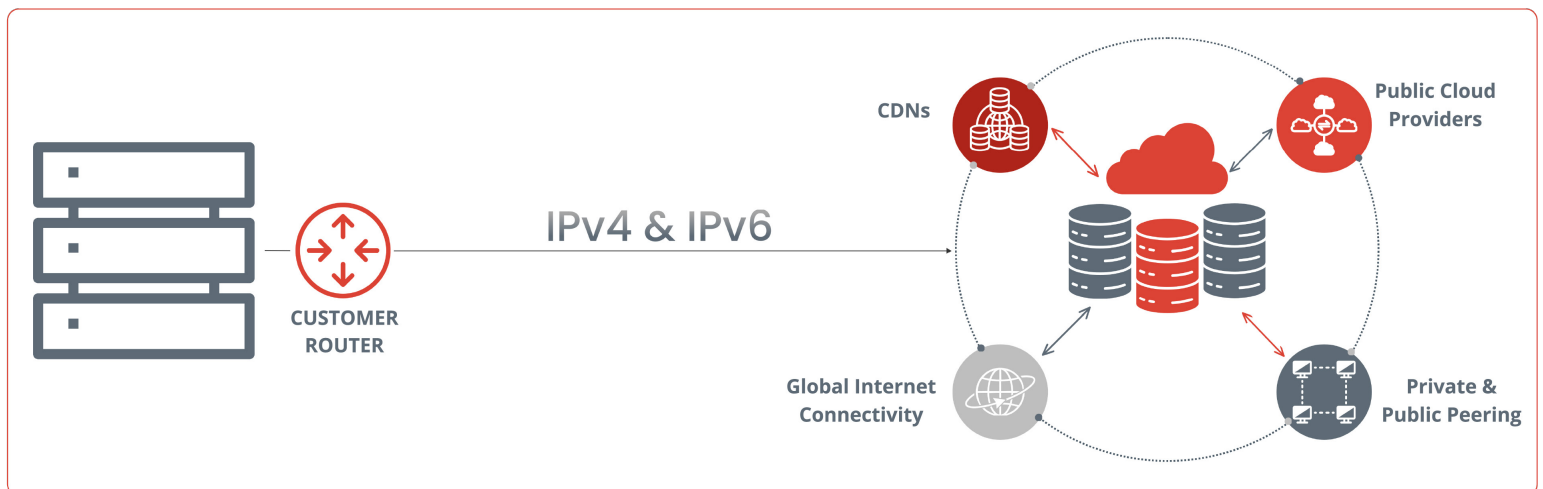 CUSTOMER
ROUTER
IPv4 & IPv6
CDNs
Public Cloud
Providers
Global Internet
Connectivity
Private &
Public Peering